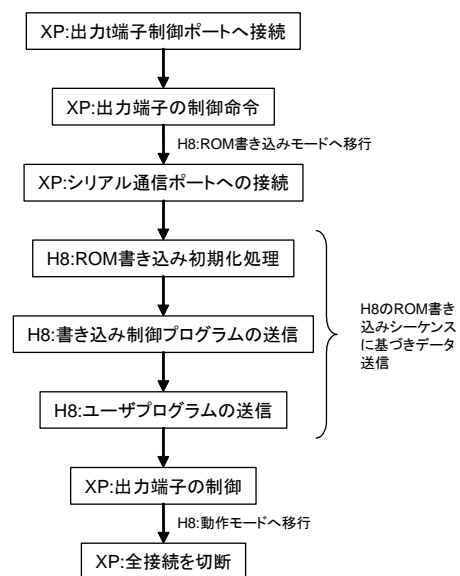 XP:出力t端子制御ポートへ接続
XP:出力端子の制御命令
H8:ROM書き込みモードへ移行
XP:シリアル通信ポートへの接続
H8:ROM書き込み初期化処理
H8:書き込み制御プログラムの送信
H8:ユーザプログラムの送信
H8のROM書き
込みシーケンス
に基づきデータ
送信
XP:出力端子の制御
H8:動作モードへ移行
XP:全接続を切断